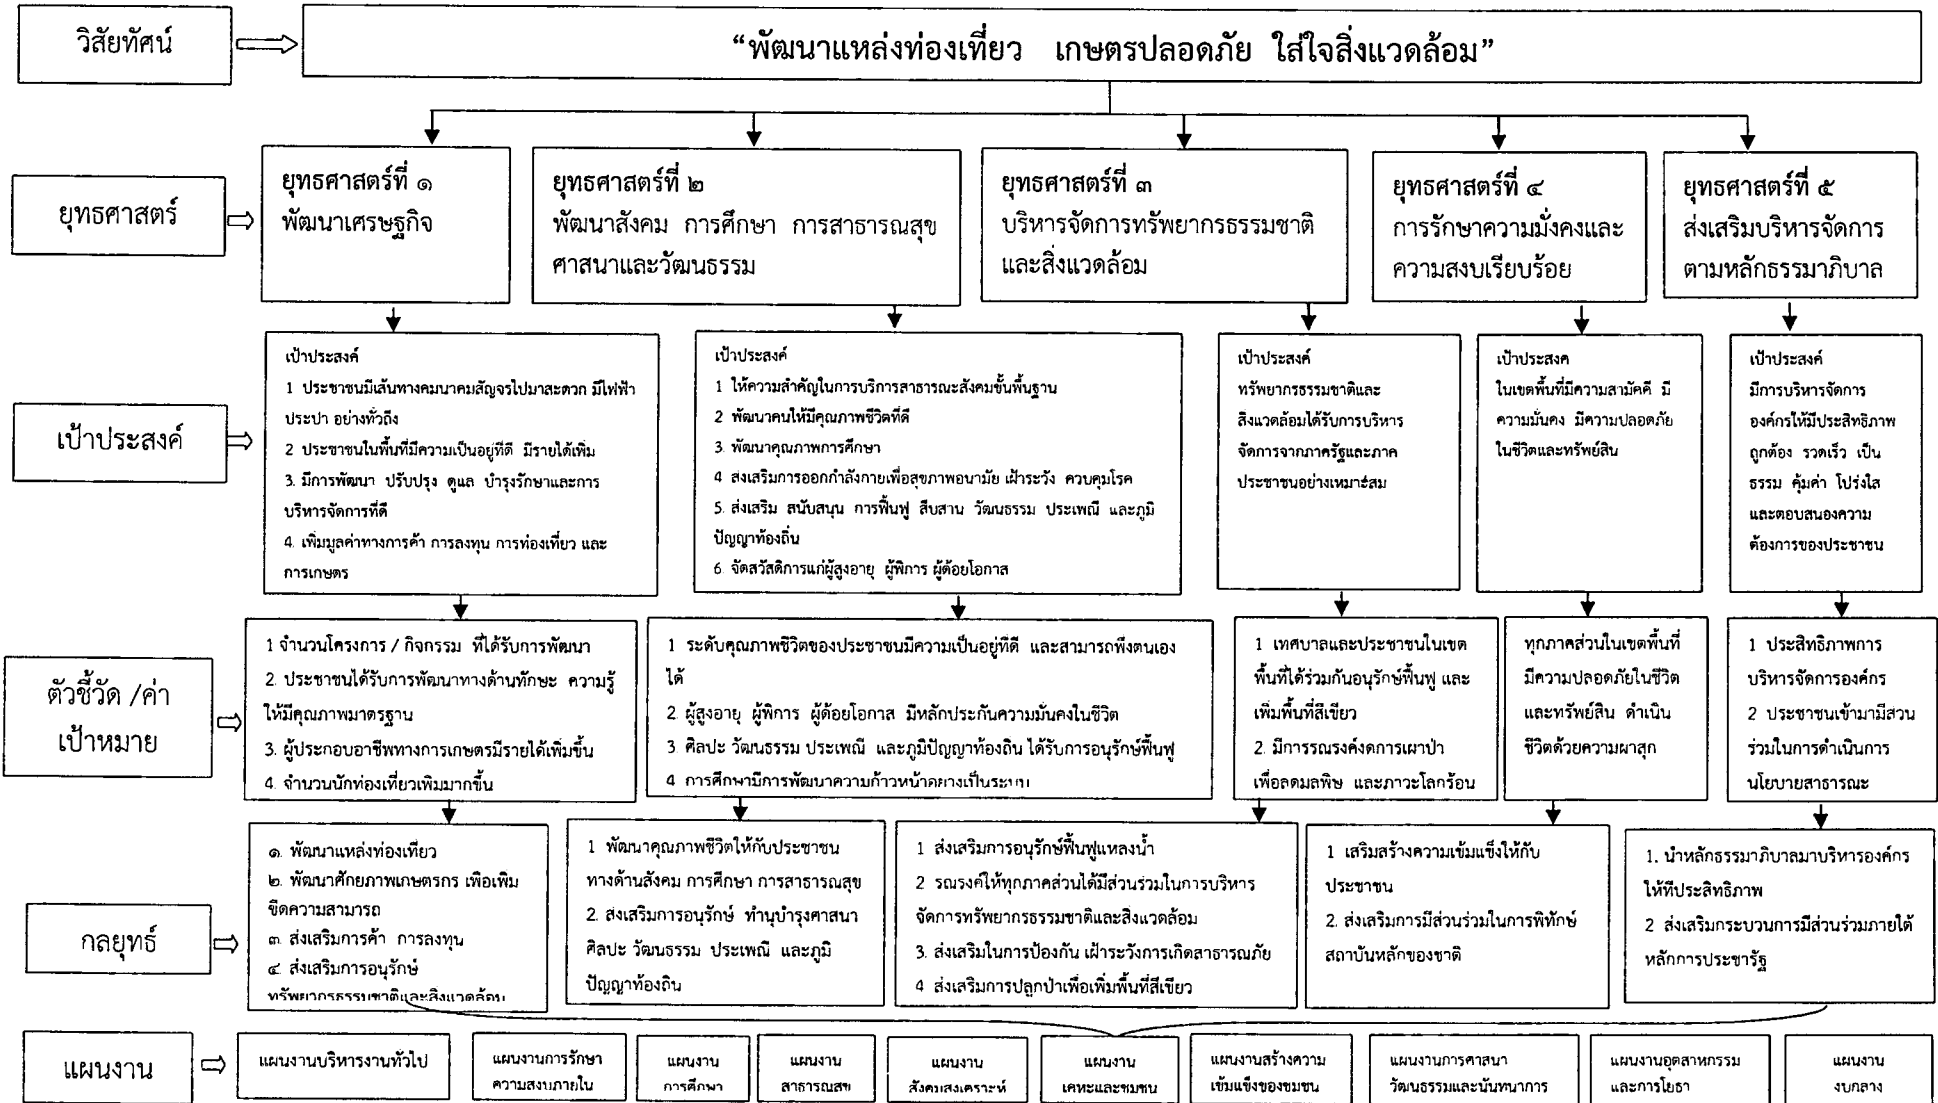 วิสัยทัศน์
“พัฒนาแหล่งท่องเที่ยว เกษตรปลอดภัย ใส่ใจสิ่งแวดล้อม”
ยุทธศาสตร์
ยุทธศาสตร์ที่ ๑
พัฒนาเศรษฐกิจ
ยุทธศาสตร์ที่ ๒
พัฒนาสังคม การศึกษา การสาธารณสุข
ศาสนาและวัฒนธรรม
ยุทธศาสตร์ที่ ๓
บริหารจัดการทรัพยากรธรรมชาติ
และสิ่งแวดล้อม
ยุทธศาสตร์ที่ ๔
การรักษาความมั่งคงและ
ความสงบเรียบร้อย
ยุทธศาสตร์ที่ ๕
ส่งเสริมบริหารจัดการ
ตามหลักธรรมาภิบาล
เป้าประสงค์
เป้าประสงค์
1 ประชาชนมีเส้นทางคมนาคมสัญจรไปมาสะดวก มีไฟฟ้า
ประปา อย่างทั่วถึง
2 ประชาชนในพื้นที่มีความเป็นอยู่ที่ดี มีรายได้เพิ่ม
3. มีการพัฒนา ปรับปรุง ดูแล บำรุงรักษาและการ
บริหารจัดการที่ดี
4. เพิ่มมูลค่าทางการค้า การลงทุน การท่องเที่ยว และ
การเกษตร
เป้าประสงค์
1 ให้ความสำคัญในการบริการสาธารณะสังคมขั้นพื้นฐาน
2 พัฒนาคนให้มีคุณภาพชีวิตที่ดี
3. พัฒนาคุณภาพการศึกษา
4 ส่งเสริมการออกกำลังกายเพื่อสุขภาพอนามัย เฝ้าระวัง ควบคุมโรค
5. ส่งเสริม สนับสนุน การฟื้นฟู สืบสาน วัฒนธรรม ประเพณี และภูมิ
ปัญญาท้องถิ่น
6. จัดสวัสดิการแก่ผู้สูงอายุ ผู้พิการ ผู้ด้อยโอกาส
เป้าประสงค์
ทรัพยากรธรรมชาติและ
สิ่งแวดล้อมได้รับการบริหาร
จัดการจากภาครัฐและภาค
ประชาชนอย่างเหมาะสม
เป้าประสงค
ในเขตพื้นที่มีความสามัคคี มี
ความมั่นคง มีความปลอดภัย
ในชีวิตและทรัพย์สิน
เป้าประสงค์
มีการบริหารจัดการ
องค์กรให้มีประสิทธิภาพ
ถูกต้อง รวดเร็ว เป็น
ธรรม คุ้มค่า โปร่งใส
และตอบสนองความ
ต้องการของประชาชน
ตัวชี้วัด /ค่า
เป้าหมาย
1 จำนวนโครงการ / กิจกรรม ที่ได้รับการพัฒนา
2. ประชาชนได้รับการพัฒนาทางด้านทักษะ ความรู้
ให้มีคุณภาพมาตรฐาน
3. ผู้ประกอบอาชีพทางการเกษตรมีรายได้เพิ่มขึ้น
4. จำนวนนักท่องเที่ยวเพิ่มมากขึ้น
1 ระดับคุณภาพชีวิตของประชาชนมีความเป็นอยู่ที่ดี และสามารถพึ่งตนเอง
ได้
2. ผู้สูงอายุ ผู้พิการ ผู้ด้อยโอกาส มีหลักประกันความมั่นคงในชีวิต
3 ศิลปะ วัฒนธรรม ประเพณี และภูมิปัญญาท้องถิ่น ได้รับการอนุรักษ์ฟื้นฟู
4 การศึกษามีการพัฒนาความก้าวหน้าอย่างเป็นระบบ
1 เทศบาลและประชาชนในเขต
พื้นที่ได้ร่วมกันอนุรักษ์ฟื้นฟู และ
เพิ่มพื้นที่สีเขียว
2. มีการรณรงค์งดการเผาป่า
เพื่อลดมลพิษ และภาวะโลกร้อน
ทุกภาคส่วนในเขตพื้นที่
มีความปลอดภัยในชีวิต
และทรัพย์สิน ดำเนิน
ชีวิตด้วยความผาสุก
1 ประสิทธิภาพการ
บริหารจัดการองค์กร
2 ประชาชนเข้ามามีส่วน
ร่วมในการดำเนินการ
นโยบายสาธารณะ
กลยุทธ์
๑. พัฒนาแหล่งท่องเที่ยว
๒. พัฒนาศักยภาพเกษตรกร เพื่อเพิ่ม
ขีดความสามารถ
๓. ส่งเสริมการค้า การลงทุน
๔. ส่งเสริมการอนุรักษ์
ทรัพยากรธรรมชาติและสิ่งแวดล้อม
1 พัฒนาคุณภาพชีวิตให้กับประชาชน
ทางด้านสังคม การศึกษา การสาธารณสุข
2. ส่งเสริมการอนุรักษ์ ทำนุบำรุงศาสนา
ศิลปะ วัฒนธรรม ประเพณี และภูมิ
ปัญญาท้องถิ่น
1 ส่งเสริมการอนุรักษ์ฟื้นฟูแหล่งน้ำ
2 รณรงค์ให้ทุกภาคส่วนได้มีส่วนร่วมในการบริหาร
จัดการทรัพยากรธรรมชาติและสิ่งแวดล้อม
3. ส่งเสริมในการป้องกัน เฝ้าระวังการเกิดสาธารณภัย
4 ส่งเสริมการปลูกป่าเพื่อเพิ่มพื้นที่สีเขียว
1 เสริมสร้างความเข้มแข็งให้กับ
ประชาชน
2. ส่งเสริมการมีส่วนร่วมในการพิทักษ์
สถาบันหลักของชาติ
1. นำหลักธรรมาภิบาลมาบริหารองค์กร
ให้มีประสิทธิภาพ
2 ส่งเสริมกระบวนการมีส่วนร่วมภายใต้
หลักการประชารัฐ
แผนงาน
แผนงานบริหารงานทั่วไป
แผนงานการรักษา
ความสงบภายใน
แผนงาน
การศึกษา
แผนงาน
สาธารณสุข
แผนงาน
สังคมสงเคราะห์
แผนงาน
เคหะและชุมชน
แผนงานสร้างความ
เข้มแข็งของชุมชน
แผนงานการศาสนา
วัฒนธรรมและนันทนาการ
แผนงานอุตสาหกรรม
และการโยธา
แผนงาน
งบกลาง